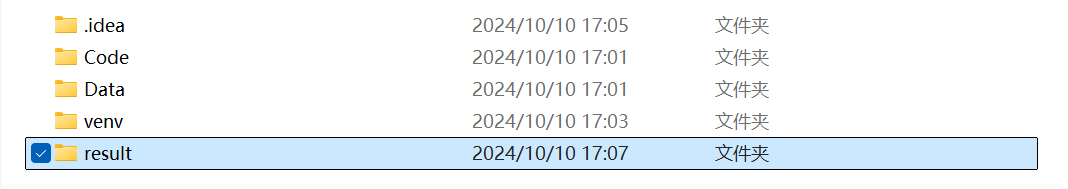 .idea 2024/10/10 17:05 文件夹
Code 2024/10/10 17:01 文件夹
Data 2024/10/10 17:01 文件夹
venv 2024/10/10 17:03 文件夹
result 2024/10/10 17:07 文件夹